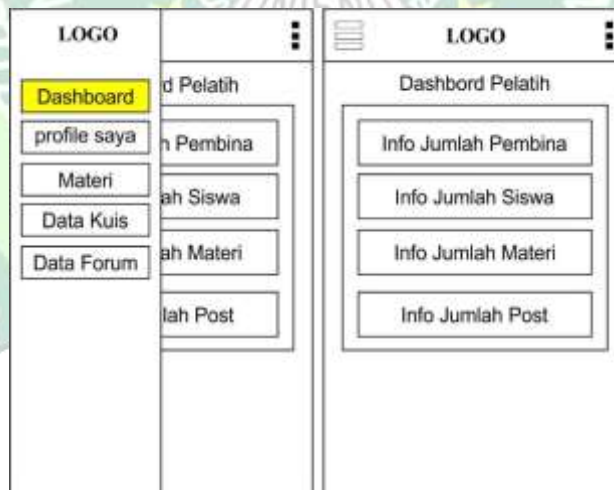 LOGO
Dashboard
profile saya
Materi
Data Kuis
Data Forum
d Pelatih
Pembina
ah Siswa
ah Materi
lah Post
LOGO
Dashbord Pelatih
Info Jumlah Pembina
Info Jumlah Siswa
Info Jumlah Materi
Info Jumlah Post